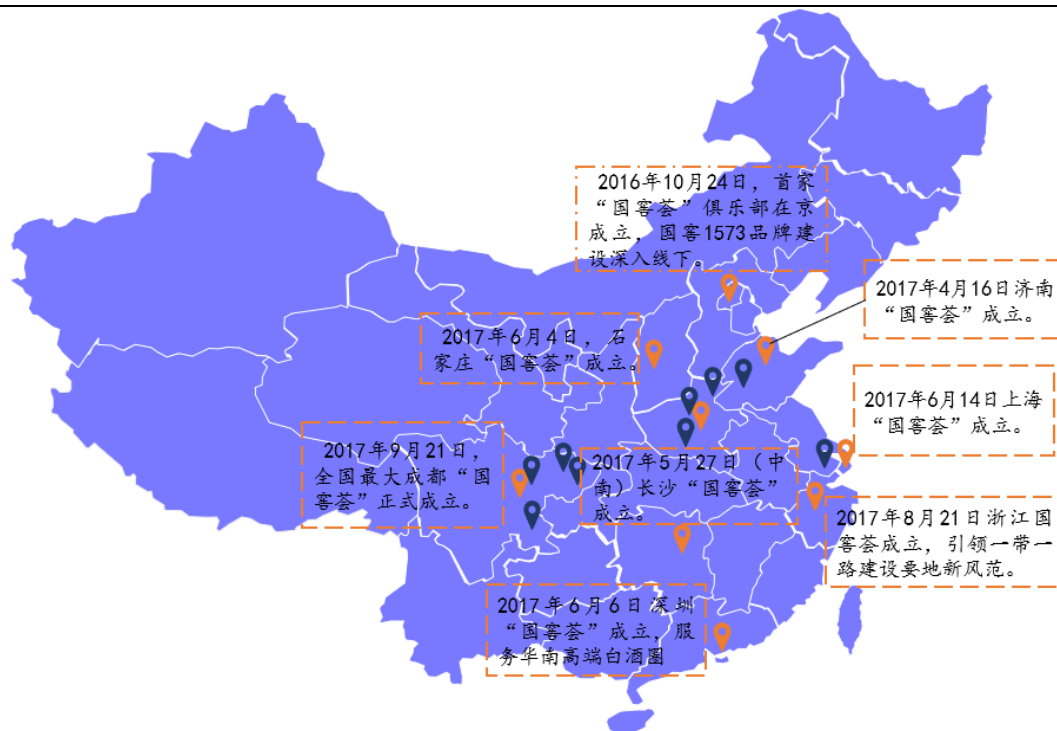 2016年10月24日，首家
“国窖荟”俱乐部在京
成立，国窖1573品牌建
设深入线下。
2017年4月16日济南
“国窖荟”成立。
2017年6月4日，石
家庄“国窖荟”成立。
2017年6月14日上海
“国窖荟”成立。
2017年9月21日，
全国最大成都“国
窖荟”正式成立。
2017年5月27日（中
南）长沙“国窖荟”
成立。
2017年8月21日浙江国
窖荟成立，引领一带一
路建设要地新风范。
2017年6月6日深圳
“国窖荟”成立，服
务华南高端白酒圈